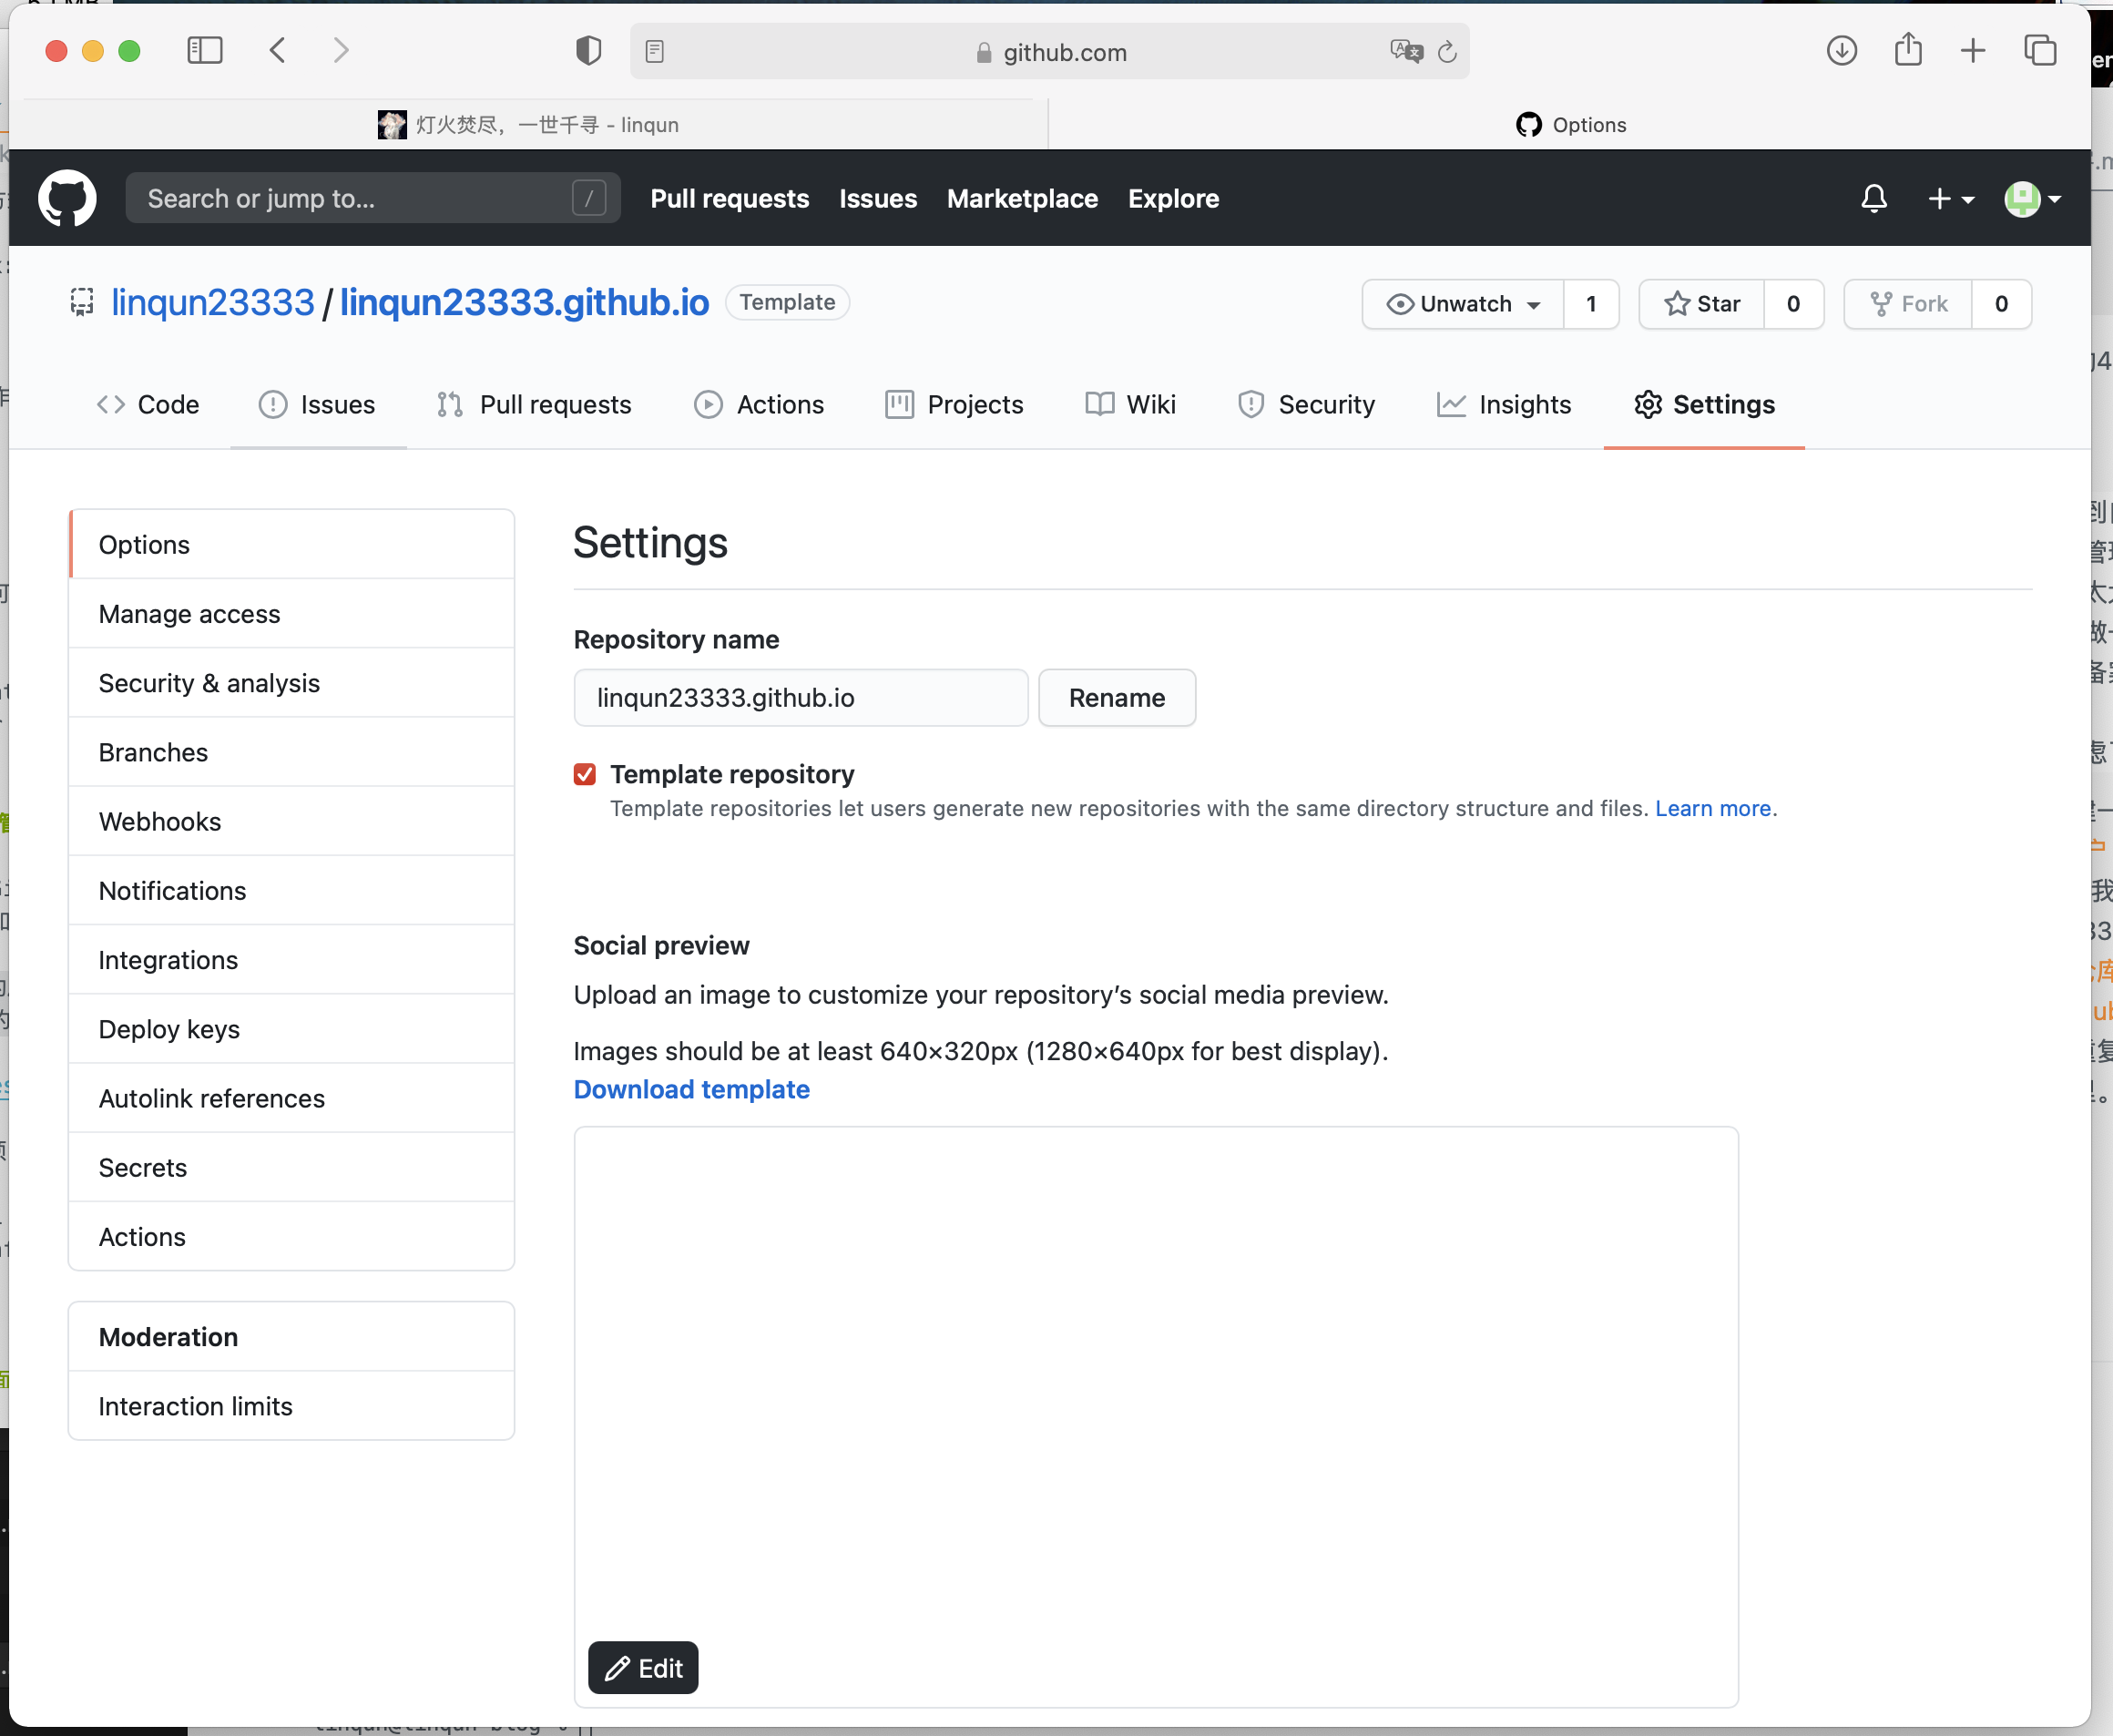 github.com
灯火焚尽，一世千寻 - linqun
Options
Search or jump to...
/
Pull requests
Issues
Marketplace
Explore
linqun23333 / linqun23333.github.io
Template
Unwatch
1
Star
0
Fork
0
Code
Issues
Pull requests
Actions
Projects
Wiki
Security
Insights
Settings
Options
Manage access
Security & analysis
Branches
Webhooks
Notifications
Integrations
Deploy keys
Autolink references
Secrets
Actions
Moderation
Interaction limits
Settings
Repository name
linqun23333.github.io
Rename
Template repository
Template repositories let users generate new repositories with the same directory structure and files. Learn more.
Social preview
Upload an image to customize your repository’s social media preview.
Images should be at least 640×320px (1280×640px for best display).
Download template
Edit